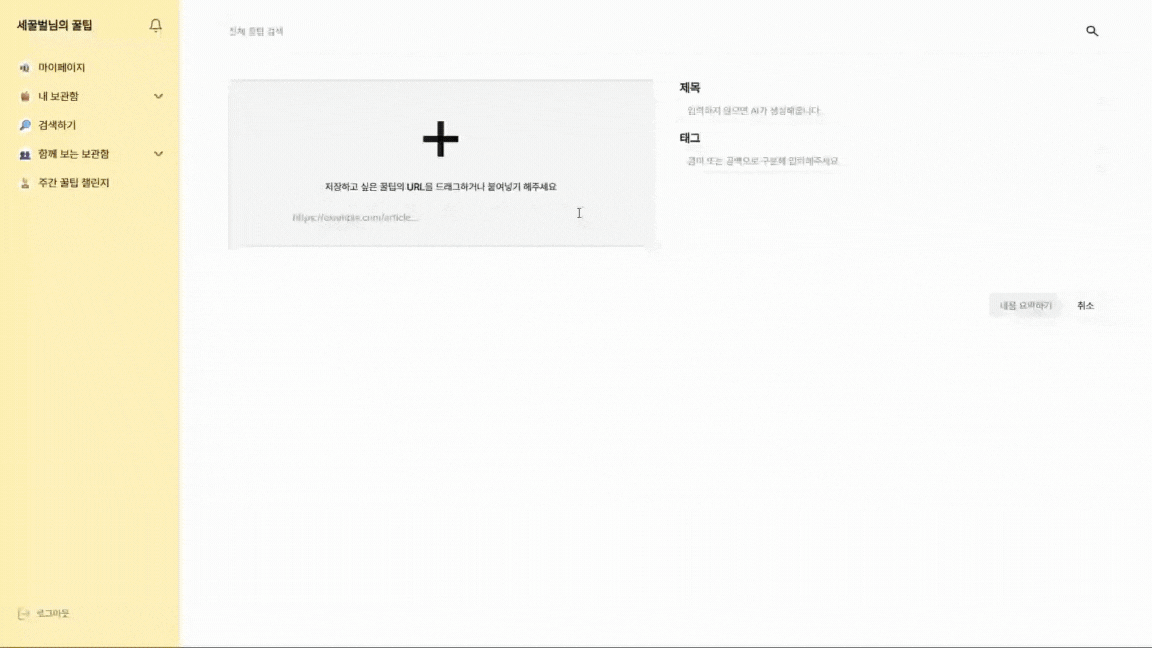 세꿀벌님의 꿀팁
마이페이지
내 보관함
검색하기
함께 보는 보관함
주간 꿀팁 챌린지
로그아웃
전체 꿀팁 검색
저장하고 싶은 꿀팁의 URL을 드래그하거나 붙여넣기 해주세요
https://example.com/article...
제목
입력하지 않으면 AI가 생성해줍니다.
태그
콤마 또는 공백으로 구분해 입력해주세요
내용 요약하기
취소